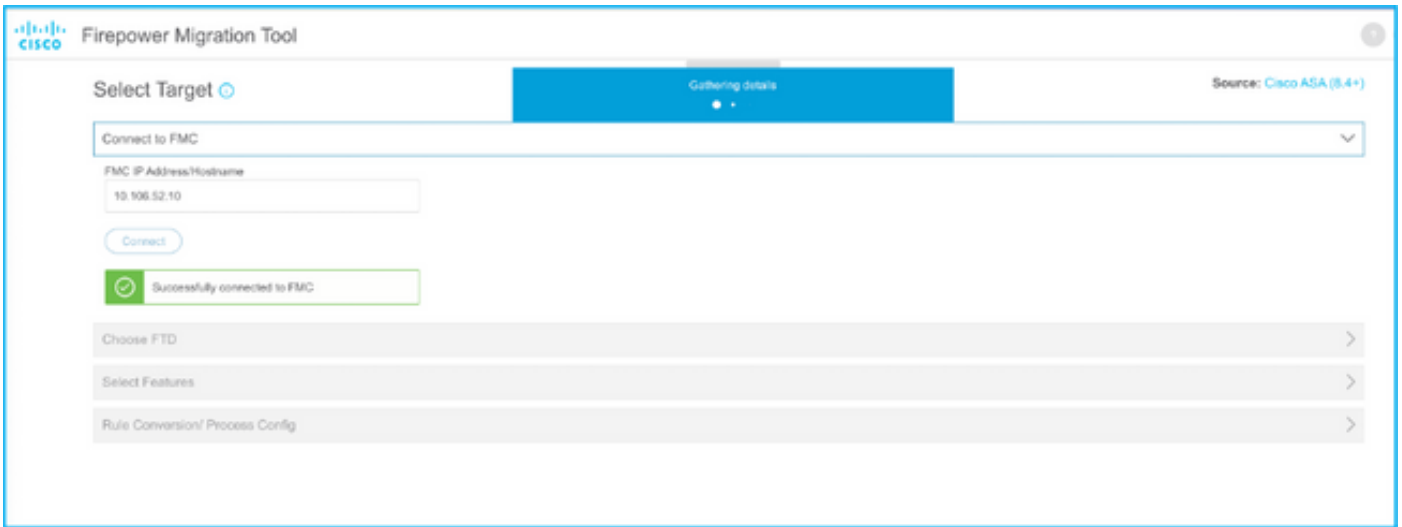 CISCO
Firepower Migration Tool
Select Target
Gathering details
Source: Cisco ASA (8.4+)
Connect to FMC
FMC IP Address/Hostname
10.106.52.10
Connect
Successfully connected to FMC
Choose FTD
Select Features
Rule Conversion/ Process Config